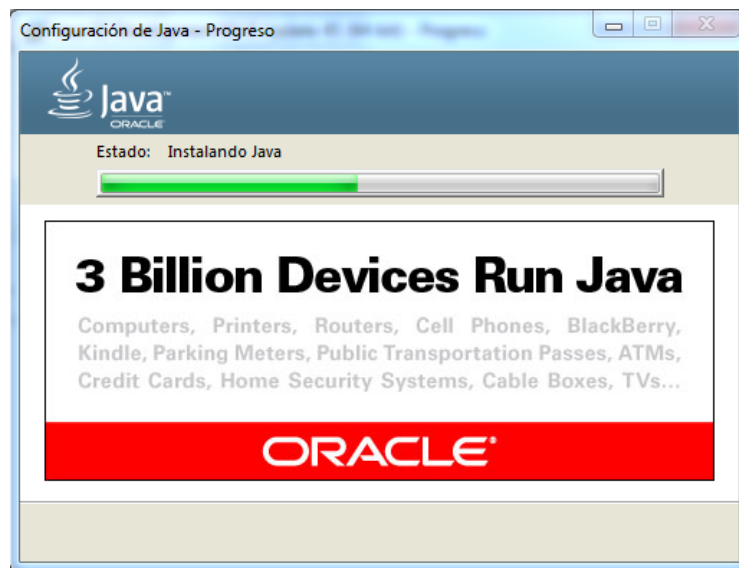 Configuración de Java - Progreso
Java™
ORACLE
Estado: Instalando Java
3 Billion Devices Run Java
Computers, Printers, Routers, Cell Phones, BlackBerry,
Kindle, Parking Meters, Public Transportation Passes, ATMs,
Credit Cards, Home Security Systems, Cable Boxes, TVs...
ORACLE®